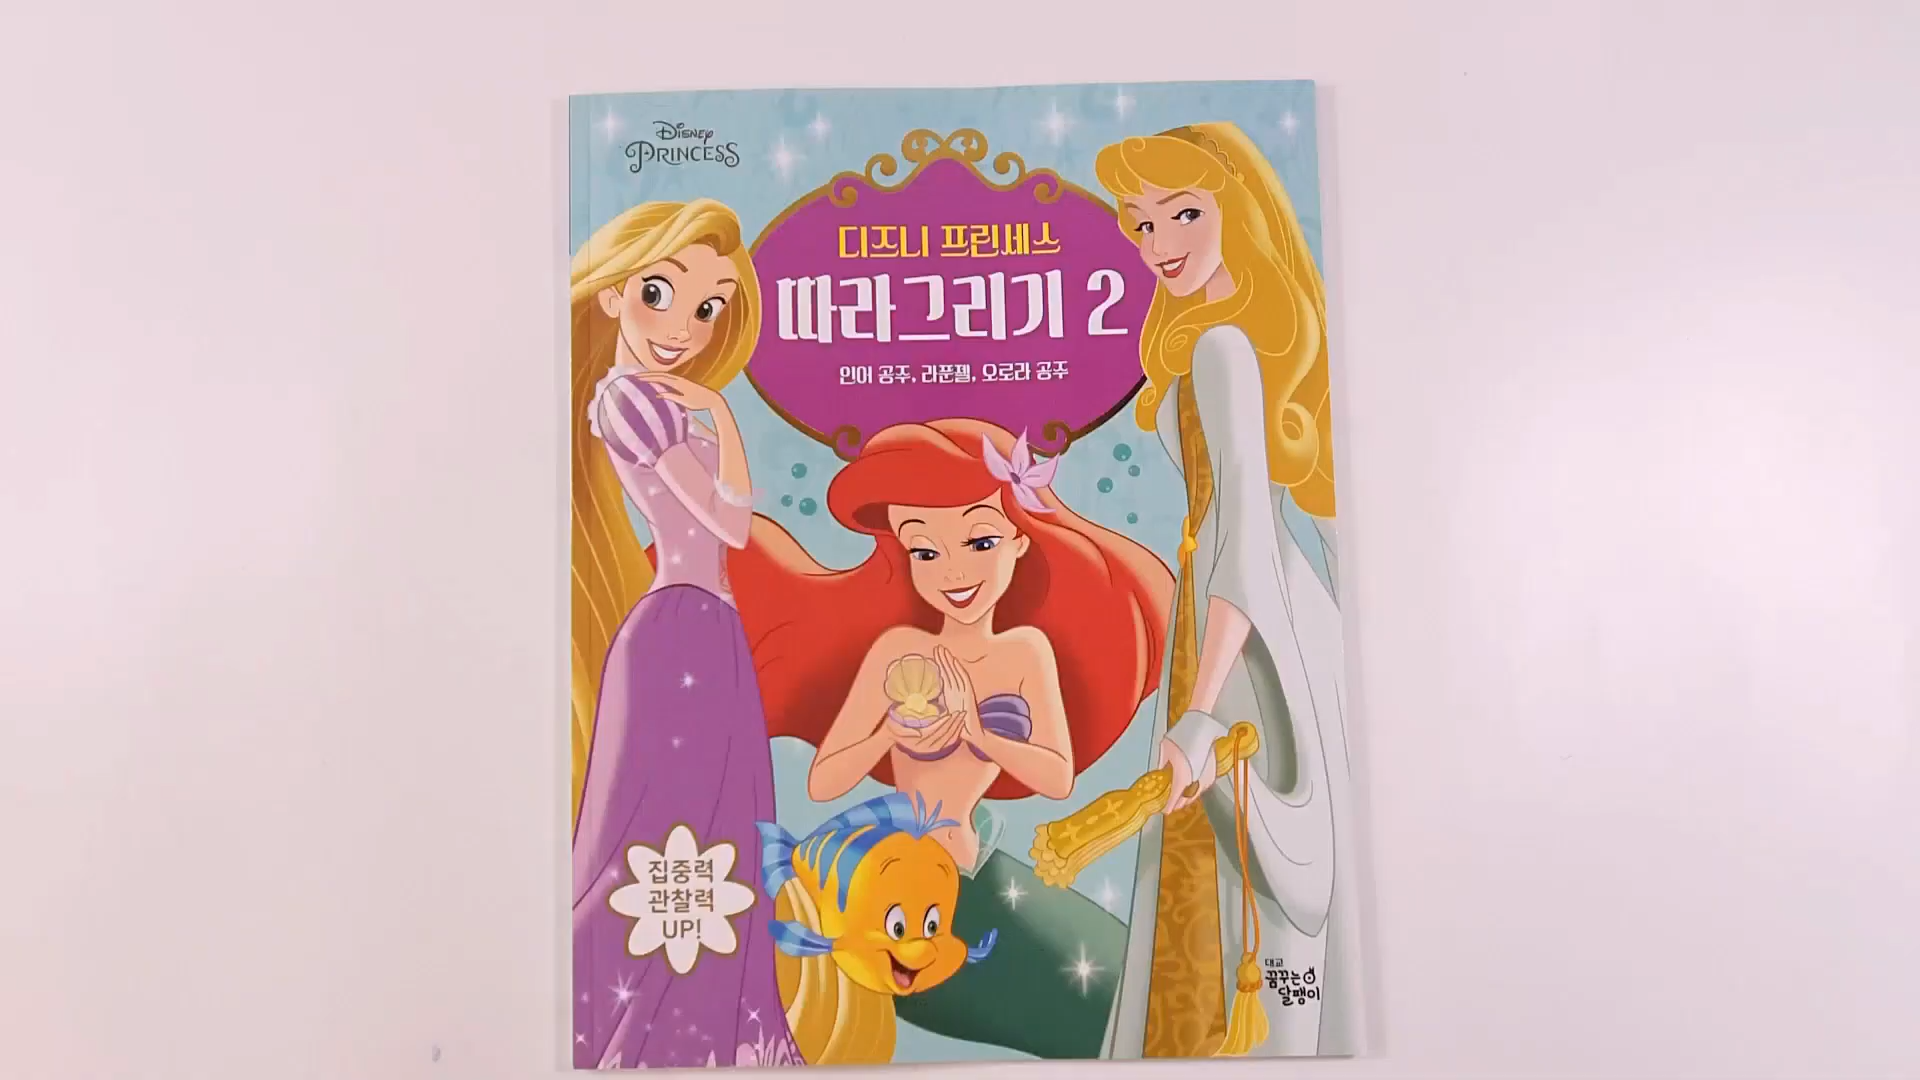 Disney
PRINCESS
디즈니 프린세스
따라그리기 2
인어 공주, 라푼젤, 오로라 공주
집중력
관찰력
UP!
대교
꿈꾸는
달팽이